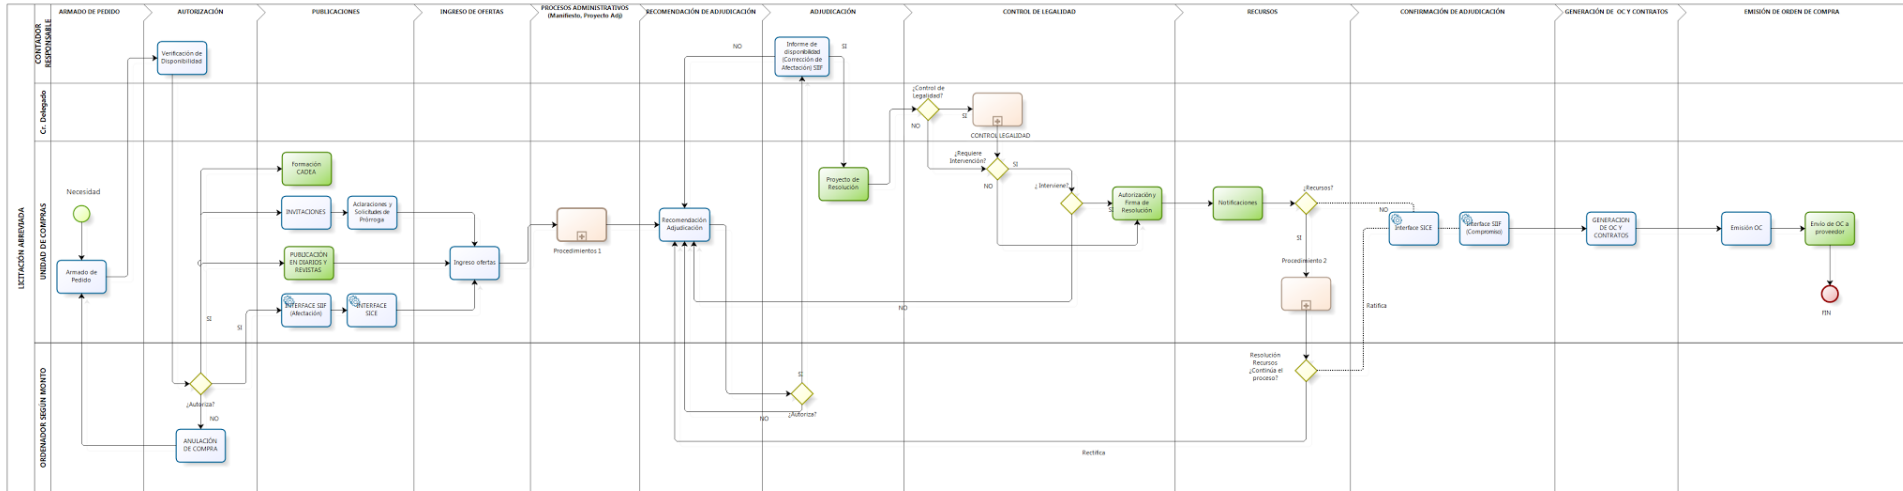 ARMADO DE PEDIDO
AUTORIZACIÓN
PUBLICACIONES
INGRESO DE OFERTAS
PROCESOS ADMINISTRATIVOS
(Manifiesto, Proyecto Adj)
RECOMENDACIÓN DE ADJUDICACIÓN
ADJUDICACIÓN
CONTROL DE LEGALIDAD
RECURSOS
CONFIRMACIÓN DE ADJUDICACIÓN
GENERACIÓN DE OC Y CONTRATOS
EMISIÓN DE ORDEN DE COMPRA
LICITACIÓN ABREVIADA
CONTADOR
RESPONSABLE
Verificación de
Disponibilidad
NO
Informe de
disponibilidad
(Corrección de
Afectación) SIIF
SI
Cr. Delegado
¿Control de
Legalidad?
SI
NO
CONTROL LEGALIDAD
UNIDAD DE COMPRAS
Necesidad
Armado de
Pedido
Formación
CADEA
INVITACIONES
Aclaraciones y
Solicitudes de
Prórroga
PUBLICACIÓN
EN DIARIOS Y
REVISTAS
INTERFACE SIIF
(Afectación)
INTERFACE
SICE
SI
SI
Ingreso ofertas
Procedimientos 1
Recomendación
Adjudicación
Proyecto de
Resolución
¿Requiere
Intervención?
SI
NO
¿Interviene?
SI
NO
Autorización y
Firma de
Resolución
Notificaciones
¿Recursos?
NO
SI
Procedimiento 2
Interface SICE
Interface SIIF
(Compromiso)
Ratifica
GENERACION
DE OC Y
CONTRATOS
Emisión OC
Envío de OC a
proveedor
FIN
ORDENADOR SEGÚN MONTO
¿Autoriza?
NO
ANULACIÓN
DE COMPRA
SI
¿Autoriza?
NO
Resolución
Recursos
¿Continúa el
proceso?
Rectifica